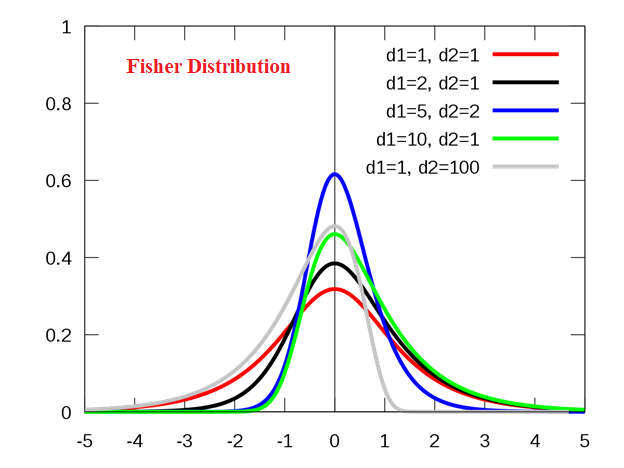 1
Fisher Distribution
d1=1, d2=1
d1=2, d2=1
0.8
d1=5, d2=2
d1=10, d2=1
d1=1, d2=100
0.6
0.4
0.2
0
-5 -4 -3 -2 -1 0 1 2 3 4 5